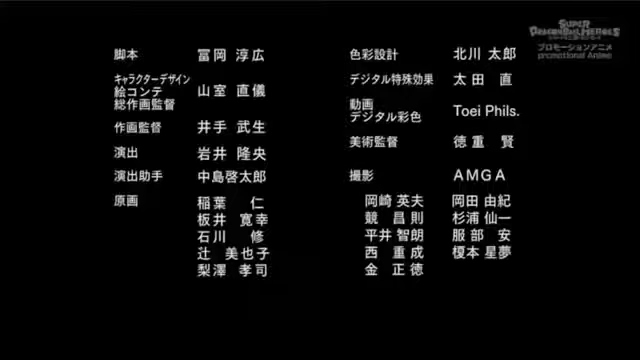 SUPER
DRAGONBALL HEROES
プロモーションアニメ
promotional Anime
脚本 冨岡 淳広
キャラクターデザイン
絵コンテ
総作画監督
山室 直儀
作画監督 井手 武生
演出 岩井 隆央
演出助手 中島啓太郎
原画 稲葉 仁
板井 寛幸
石川 修
辻 美也子
梨澤 孝司
色彩設計 北川 太郎
デジタル特殊効果 太田 直
動画
デジタル彩色
Toei Phils.
美術監督 徳重 賢
撮影 AMGA
岡崎 英夫 岡田 由紀
競 昌則 杉浦 仙一
平井 智朗 服部 安
西 重成 榎本 星夢
金 正徳